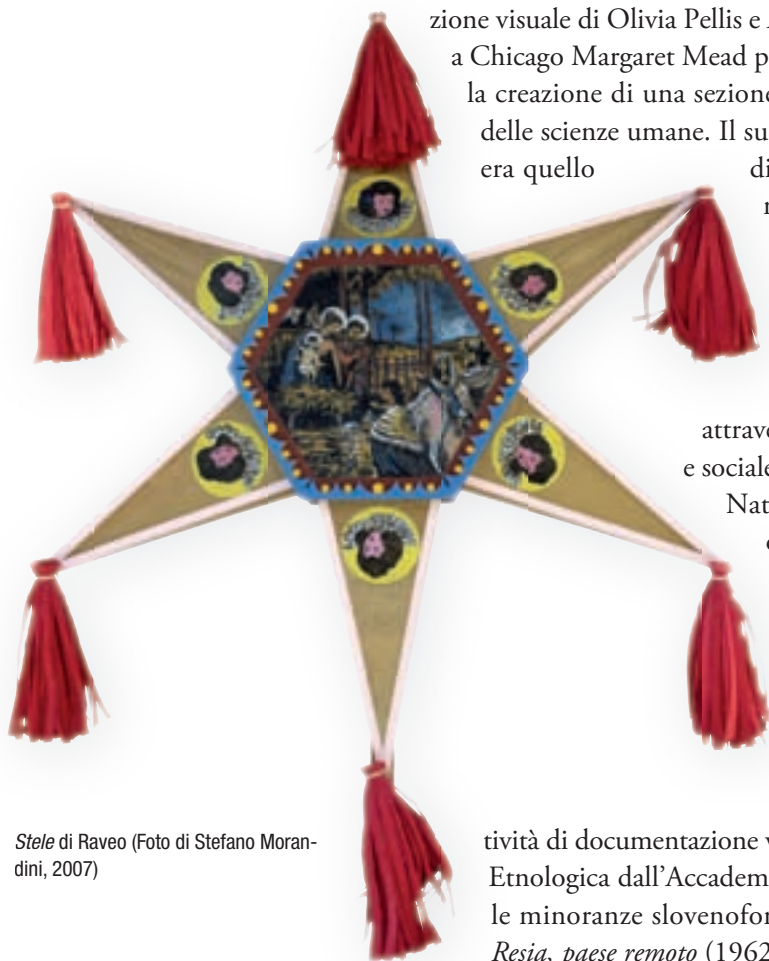 zione visuale di Olivia Pellis e
a Chicago Margaret Mead p
la creazione di una sezione
delle scienze umane. Il su
era quello di
attrav
e sociale
Nat
Stele di Raveo (Foto di Stefano Moran-
dini, 2007)
tività di documentazione v
Etnologica dall'Accadem
le minoranze slovenofo
Resia, paese remoto (1962